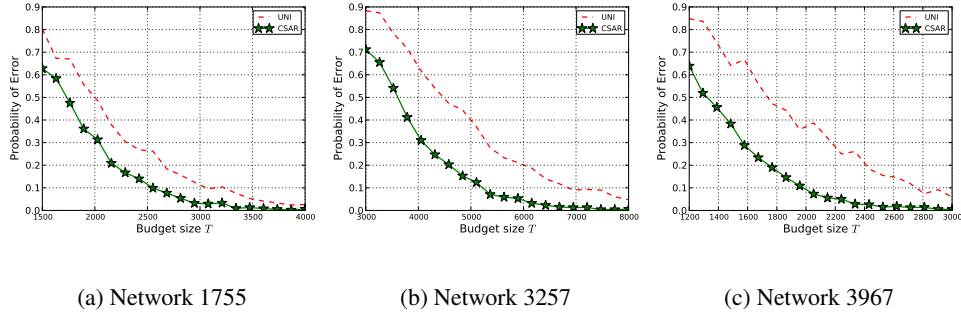 0.9
0.8
0.7
0.6
0.5
0.4
0.3
0.2
0.1
0.0
Probability of Error
UNI
CSAR
1500 2000 2500 3000 3500 4000
Budget size T
(a) Network 1755
0.9
0.8
0.7
0.6
0.5
0.4
0.3
0.2
0.1
0.0
Probability of Error
UNI
CSAR
3000 4000 5000 6000 7000 8000
Budget size T
(b) Network 3257
0.9
0.8
0.7
0.6
0.5
0.4
0.3
0.2
0.1
0.0
Probability of Error
UNI
CSAR
1200 1400 1600 1800 2000 2200 2400 2600 2800 3000
Budget size T
(c) Network 3967